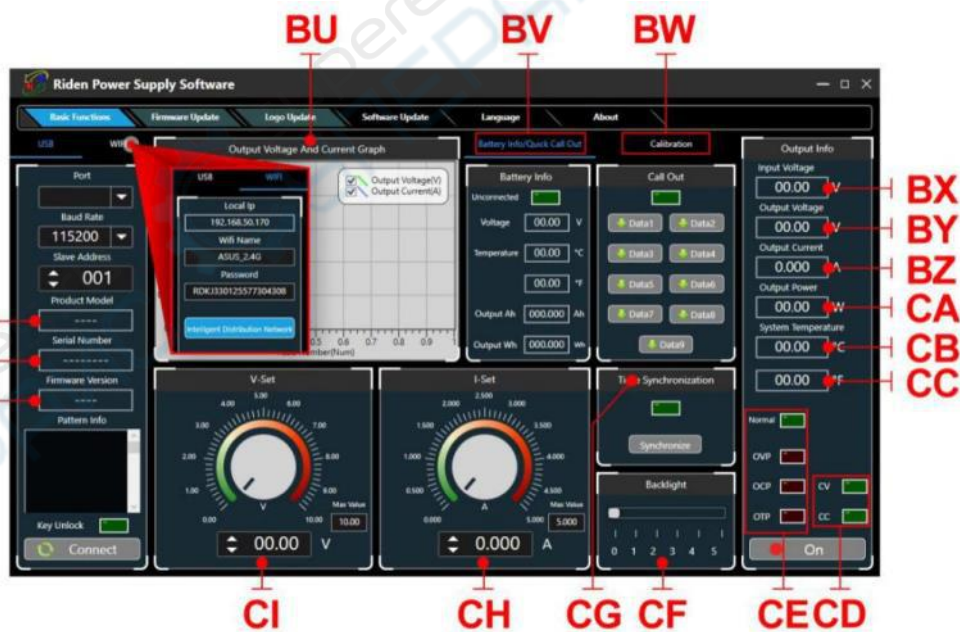 BU BV BW
Riden Power Supply Software
Basic Functions Firmware Update Logo Update Software Update Language About
USB WIFI
Output Voltage And Current Graph
Battery Info/Quick Call Out
Calibration
Output Info
Port
Baud Rate
115200
Slave Address
001
Product Model
----
Serial Number
--------
Firmware Version
----
Pattern Info
Key Unlock
Connect
USB WIFI
Local Ip
192.168.50.170
Wifi Name
ASUS_2.4G
Password
RDKJ330125577304308
Intelligent Distribution Network
Output Voltage(V)
Output Current(A)
0.5 0.6 0.7 0.8 0.9 1
Number(Num)
Battery Info
Unconnected
Voltage 00.00 V
Temperature 00.00 °C
00.00 °F
Output Ah 000.000 Ah
Output Wh 000.000 Wh
Call Out
Data1 Data2
Data3 Data4
Data5 Data6
Data7 Data8
Data9
Input Voltage
00.00 V BX
Output Voltage
00.00 V BY
Output Current
0.000 A BZ
Output Power
00.00 W CA
System Temperature
00.00 °C CB
00.00 °F CC
V-Set
0.00 1.00 2.00 3.00 4.00 5.00 6.00 7.00 8.00 9.00 10.00
V
Max Value
10.00
00.00 V
I-Set
0.000 0.500 1.000 1.500 2.000 2.500 3.000 4.000 4.500 5.000
A
Max Value
5.000
0.000 A
Time Synchronization
Synchronize
Backlight
0 1 2 3 4 5
Normal
OVP
OCP CV
OTP CC
On
CI CH CG CF CE CD